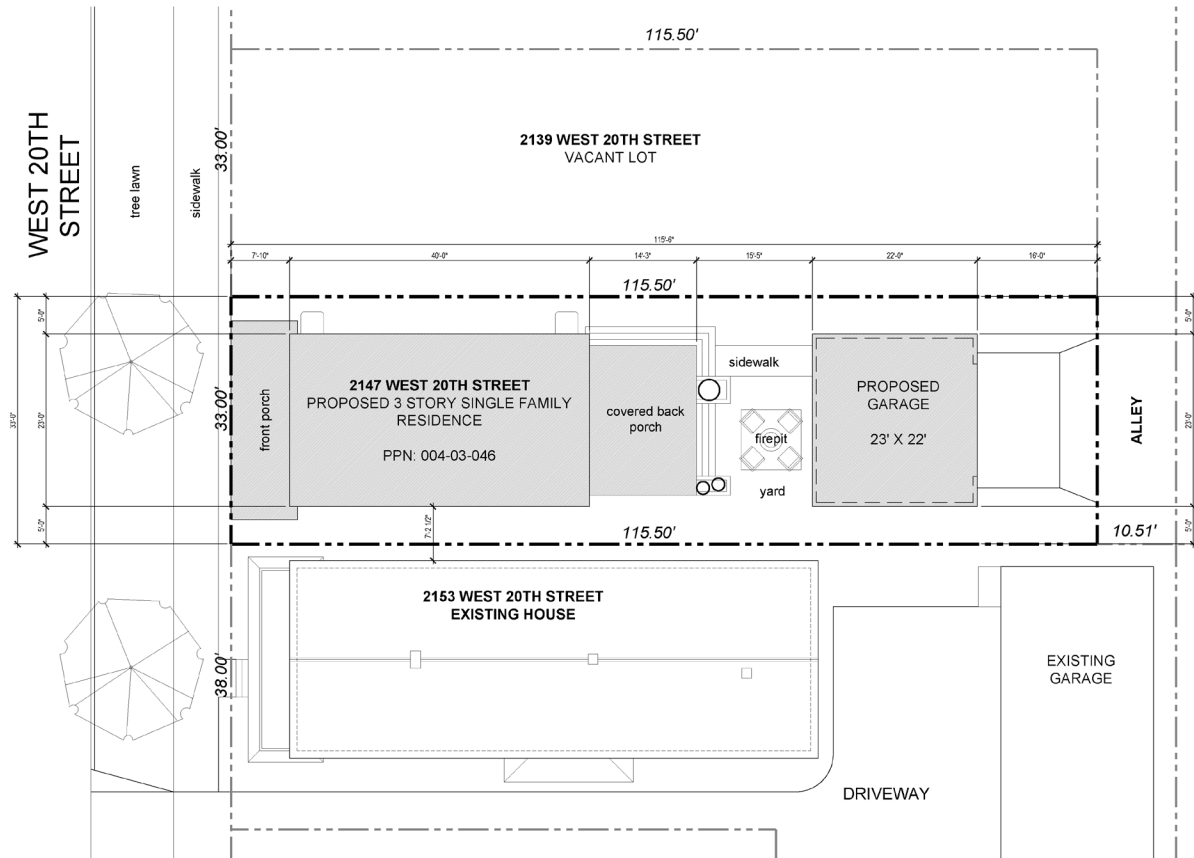 115.50'
WEST 20TH
STREET
tree lawn
sidewalk
33.00'
2139 WEST 20TH STREET
VACANT LOT
115'-6"
7'-10"
40'-0"
14'-3"
15'-5"
22'-0"
16'-0"
115.50'
33'-0"
5'-0"
23'-0"
5'-0"
33.00'
front porch
2147 WEST 20TH STREET
PROPOSED 3 STORY SINGLE FAMILY
RESIDENCE
PPN: 004-03-046
covered back
porch
sidewalk
firepit
yard
PROPOSED
GARAGE
23' X 22'
ALLEY
5'-0"
23'-0"
5'-0"
7'-2 1/2"
115.50'
10.51'
2153 WEST 20TH STREET
EXISTING HOUSE
38.00'
EXISTING
GARAGE
DRIVEWAY